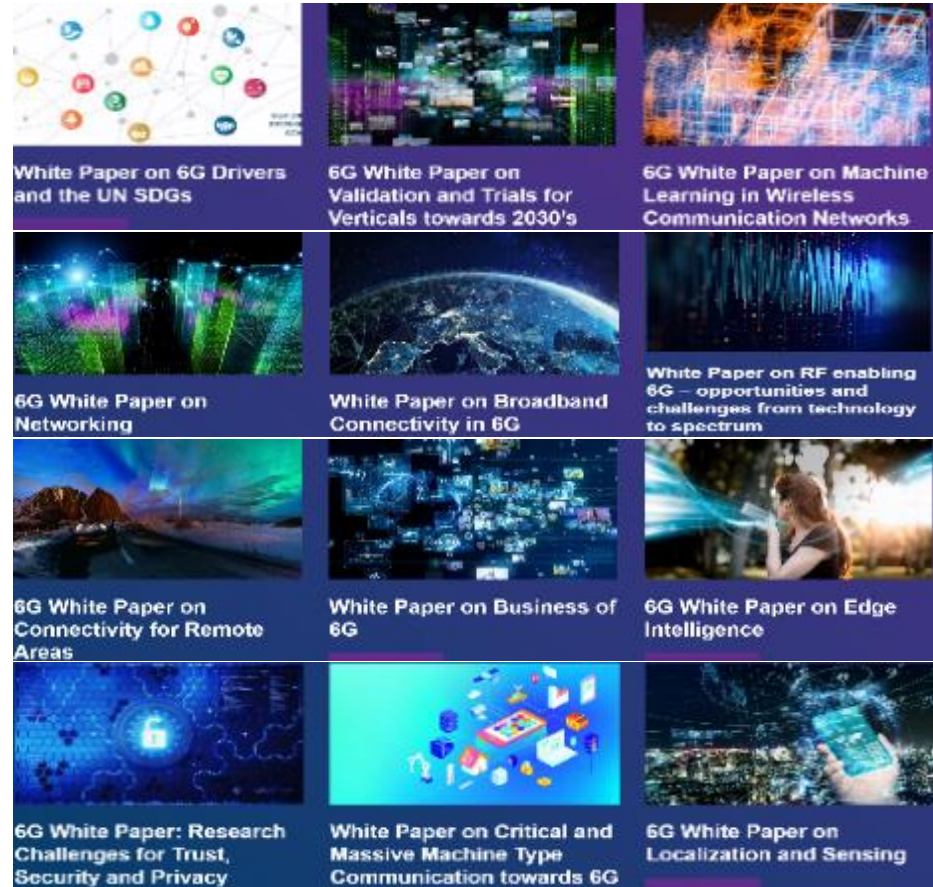 White Paper on 6G Drivers
and the UN SDGs
6G White Paper on
Validation and Trials for
Verticals towards 2030's
6G White Paper on Machine
Learning in Wireless
Communication Networks
6G White Paper on
Networking
White Paper on Broadband
Connectivity in 6G
White Paper on RF enabling
6G – opportunities and
challenges from technology
to spectrum
6G White Paper on
Connectivity for Remote
Areas
White Paper on Business of
6G
6G White Paper on Edge
Intelligence
6
6G White Paper: Research
Challenges for Trust,
Security and Privacy
White Paper on Critical and
Massive Machine Type
Communication towards 6G
6G White Paper on
Localization and Sensing